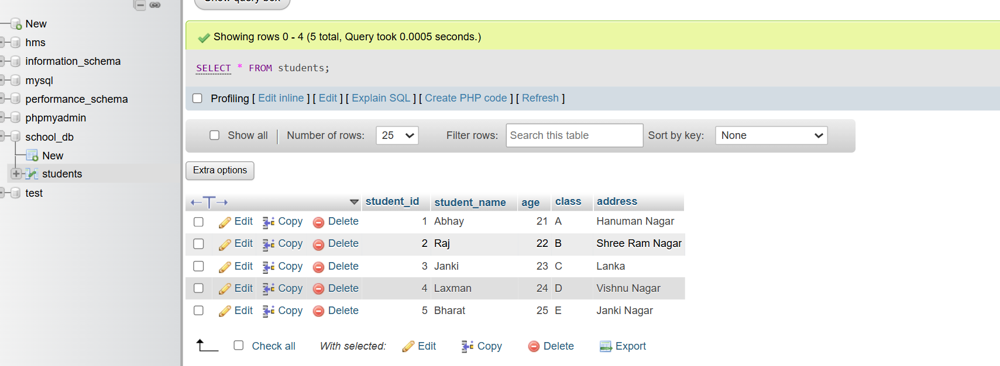 Show query box
New
hms
information_schema
mysql
performance_schema
phpmyadmin
school_db
New
students
test
Showing rows 0 - 4 (5 total, Query took 0.0005 seconds.)
SELECT * FROM students;
Profiling [ Edit inline ] [ Edit ] [ Explain SQL ] [ Create PHP code ] [ Refresh ]
Show all Number of rows: 25 Filter rows: Search this table Sort by key: None
Extra options
student_id student_name age class address
Edit Copy Delete 1 Abhay 21 A Hanuman Nagar
Edit Copy Delete 2 Raj 22 B Shree Ram Nagar
Edit Copy Delete 3 Janki 23 C Lanka
Edit Copy Delete 4 Laxman 24 D Vishnu Nagar
Edit Copy Delete 5 Bharat 25 E Janki Nagar
Check all With selected: Edit Copy Delete Export